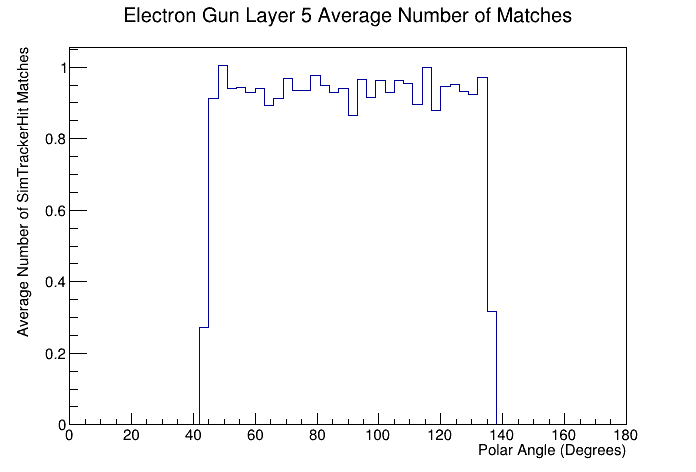 Electron Gun Layer 5 Average Number of Matches
Average Number of SimTrackerHit Matches
1
0.8
0.6
0.4
0.2
0
0 20 40 60 80 100 120 140 160 180
Polar Angle (Degrees)